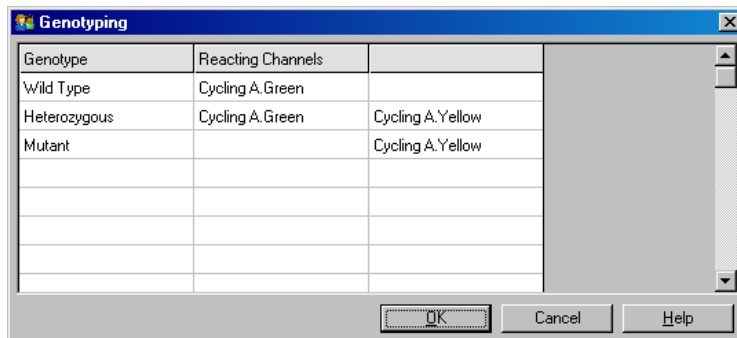 Genotyping
Genotype Reacting Channels
Wild Type Cycling A.Green
Heterozygous Cycling A.Green Cycling A.Yellow
Mutant Cycling A.Yellow
OK Cancel Help